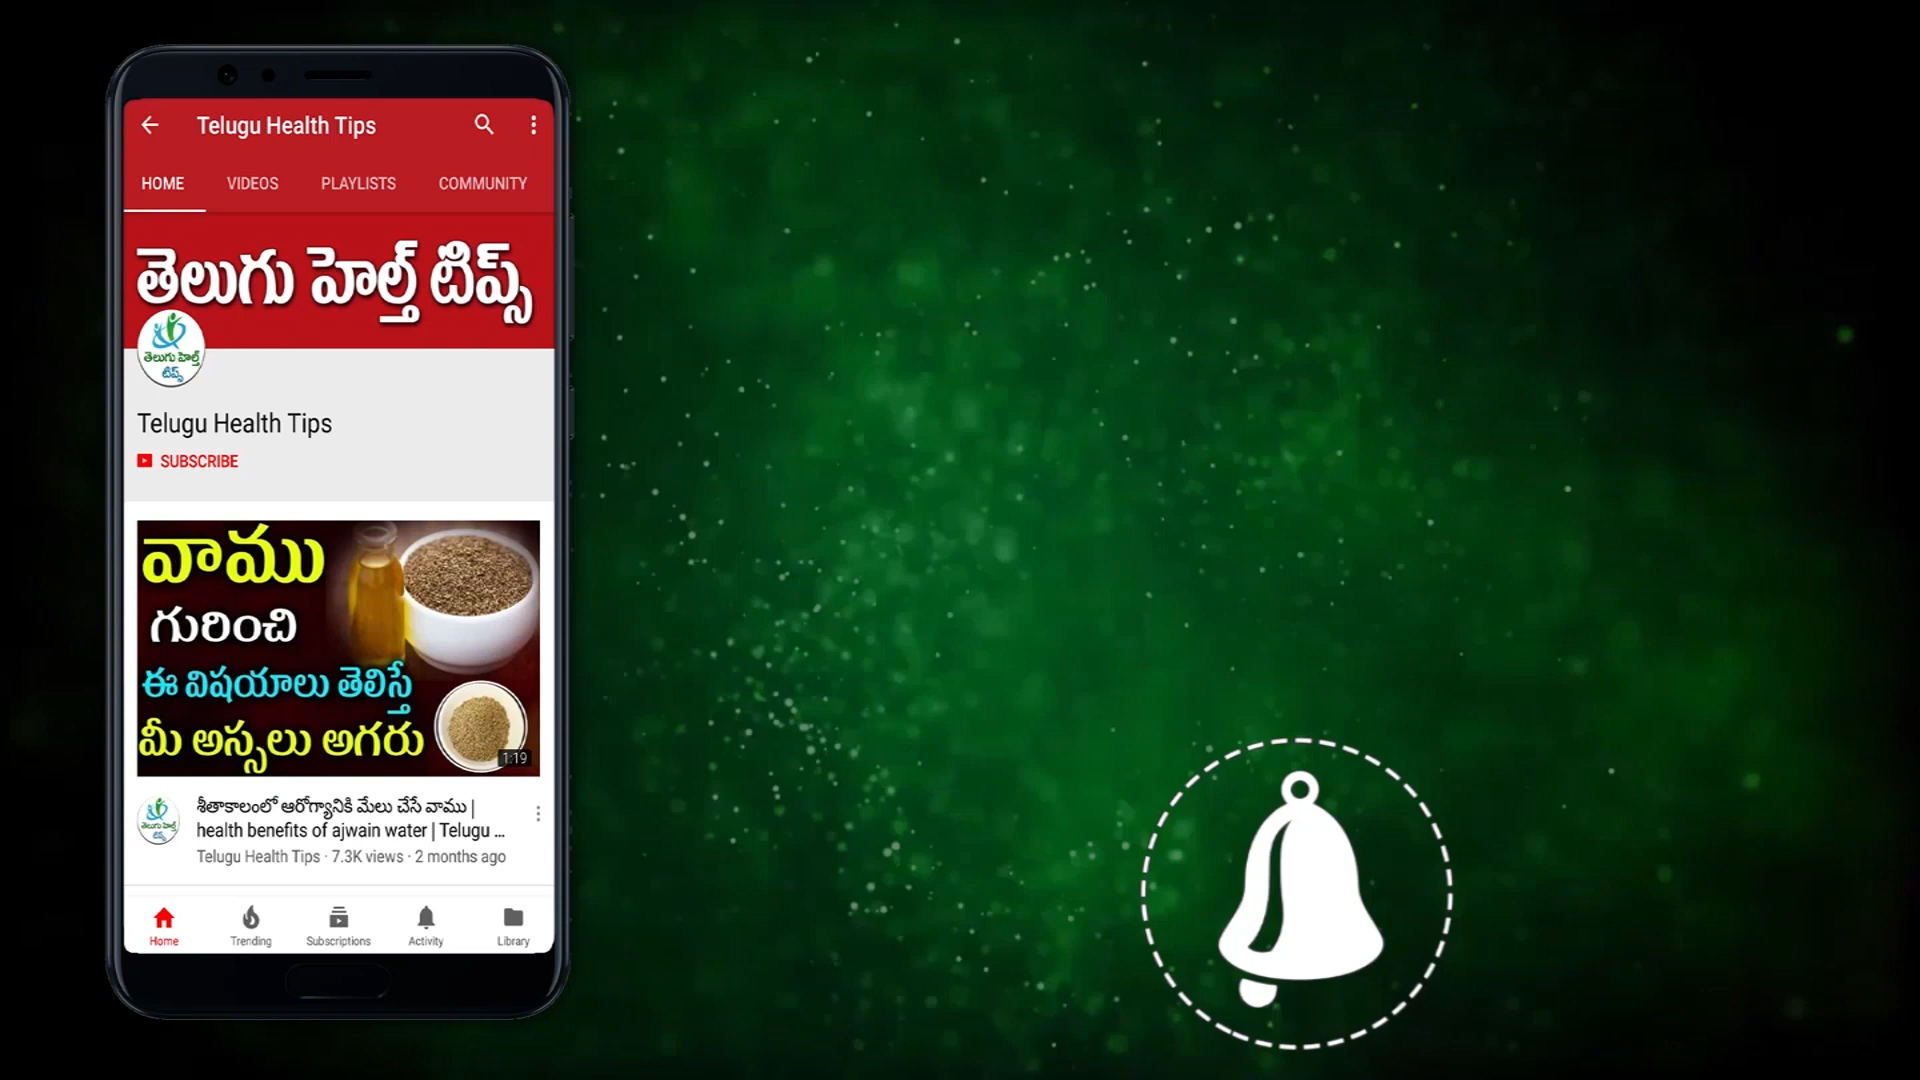 Telugu Health Tips
HOME VIDEOS PLAYLISTS COMMUNITY
తెలుగు హెల్త్ టిప్స్
తెలుగు హెల్త్
టిప్స్
Telugu Health Tips
SUBSCRIBE
వాము
గురించి
ఈ విషయాలు తెలిస్తే
మీ అస్సలు అగరు
1:19
తెలుగు హెల్త్
టిప్స్
శీతాకాలంలో ఆరోగ్యానికి మేలు చేసే వాము |
health benefits of ajwain water | Telugu ...
Telugu Health Tips · 7.3K views · 2 months ago
Home Trending Subscriptions Activity Library